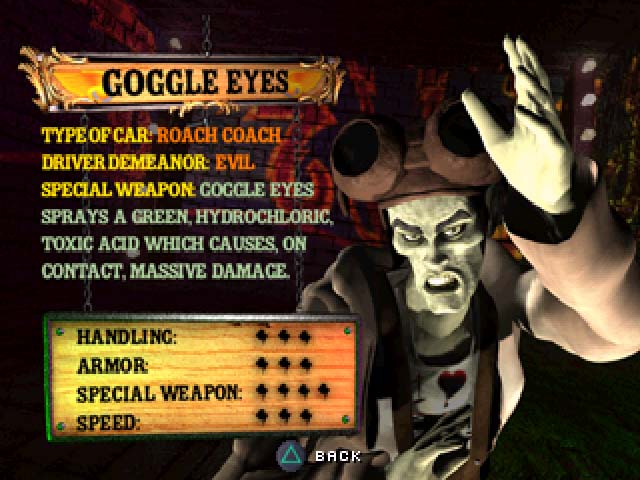 GOGGLE EYES
TYPE OF CAR: ROACH COACH
DRIVER DEMEANOR: EVIL
SPECIAL WEAPON: GOGGLE EYES
SPRAYS A GREEN, HYDROCHLORIC,
TOXIC ACID WHICH CAUSES, ON
CONTACT, MASSIVE DAMAGE.
HANDLING:
ARMOR:
SPECIAL WEAPON:
SPEED:
BACK